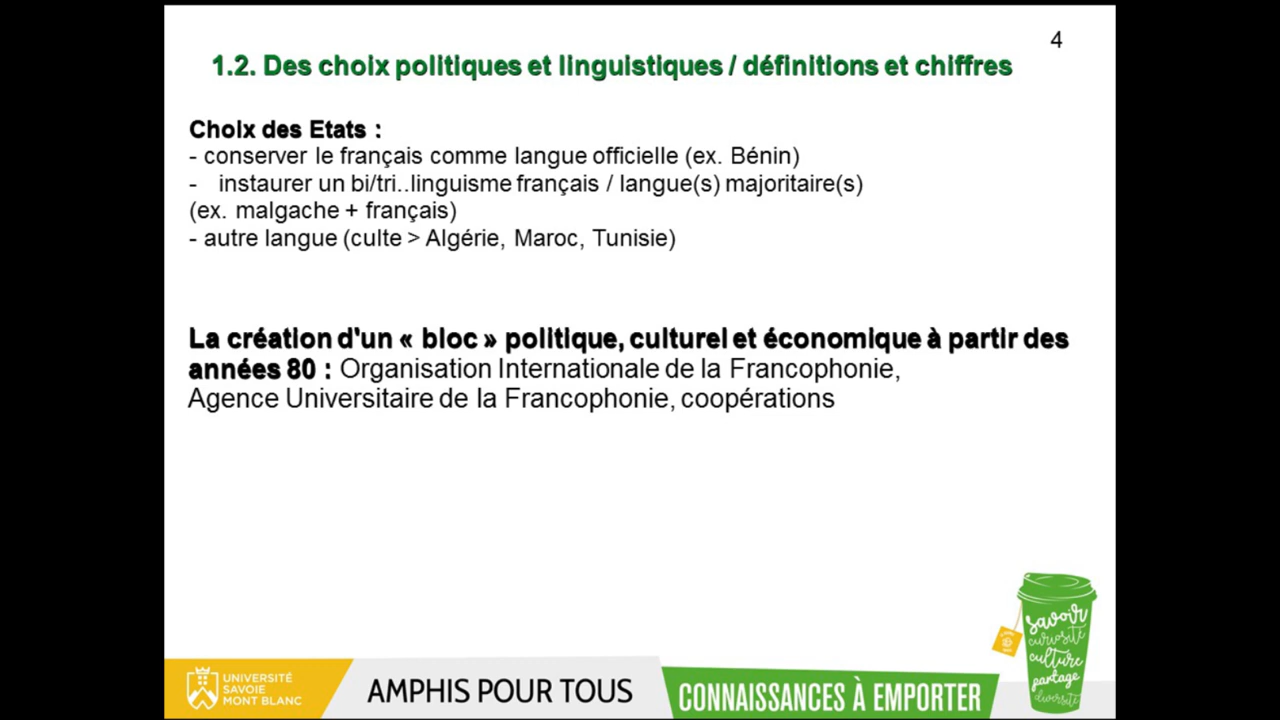 4
1.2. Des choix politiques et linguistiques / définitions et chiffres
Choix des Etats :
- conserver le français comme langue officielle (ex. Bénin)
- instaurer un bi/tri..linguisme français / langue(s) majoritaire(s)
(ex. malgache + français)
- autre langue (culte > Algérie, Maroc, Tunisie)
La création d'un « bloc » politique, culturel et économique à partir des
années 80 : Organisation Internationale de la Francophonie,
Agence Universitaire de la Francophonie, coopérations
savoir
curiosité
culture
partage
diversité
UNIVERSITÉ
SAVOIE
MONT BLANC
AMPHIS POUR TOUS
CONNAISSANCES À EMPORTER